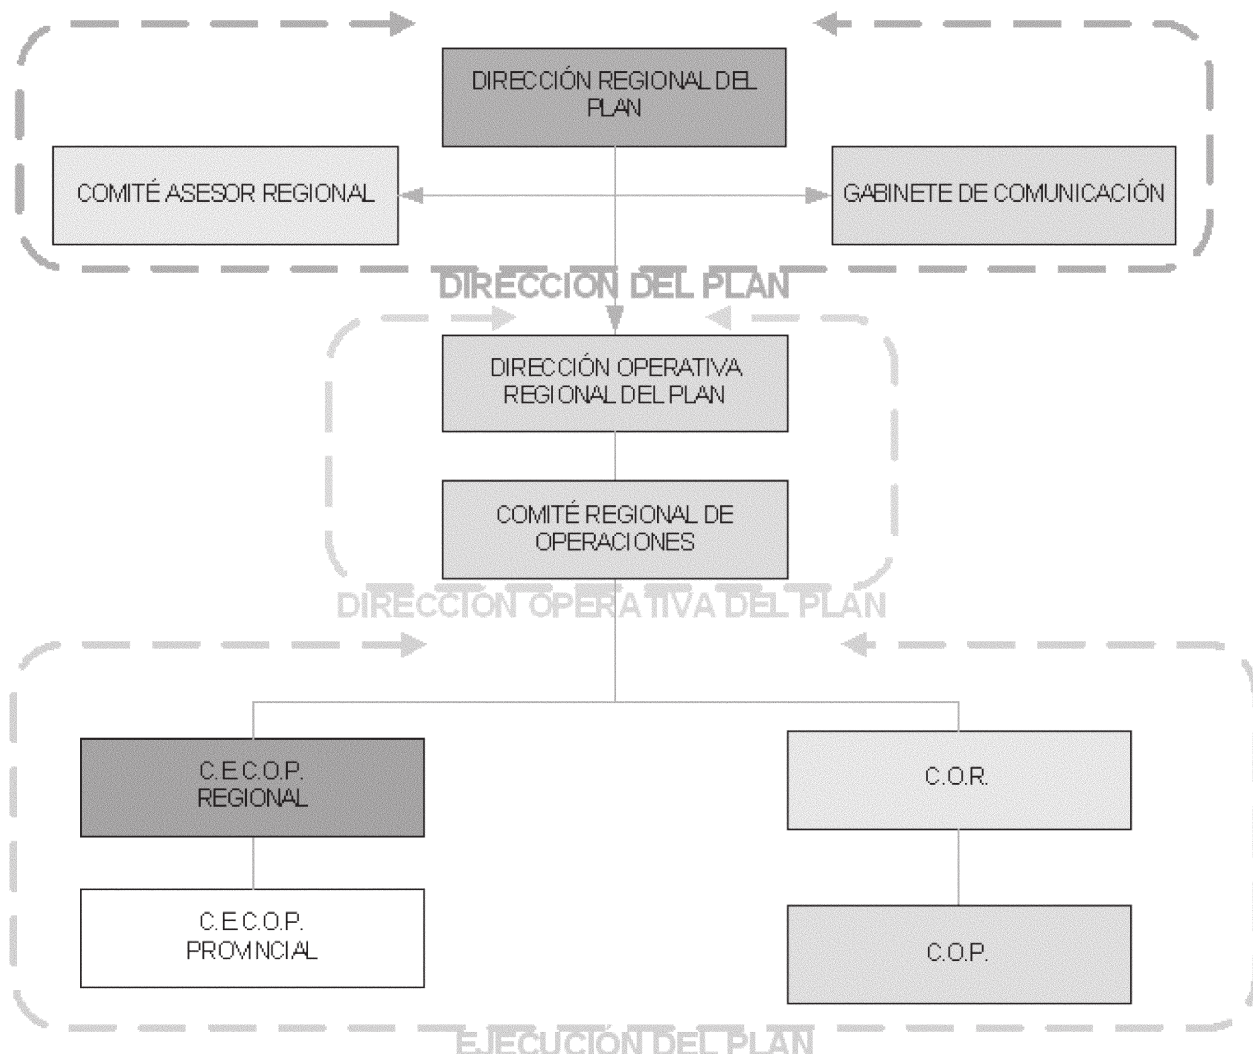 DIRECCIÓN REGIONAL DEL
PLAN
COMITÉ ASESOR REGIONAL
GABINETE DE COMUNICACIÓN
DIRECCION DEL PLAN
DIRECCIÓN OPERATIVA
REGIONAL DEL PLAN
COMITÉ REGIONAL DE
OPERACIONES
DIRECCION OPERATIVA DEL PLAN
C.E.C.O.P.
REGIONAL
C.O.R.
C.E.C.O.P.
PROVINCIAL
C.O.P.
EJECUCIÓN DEL PLAN